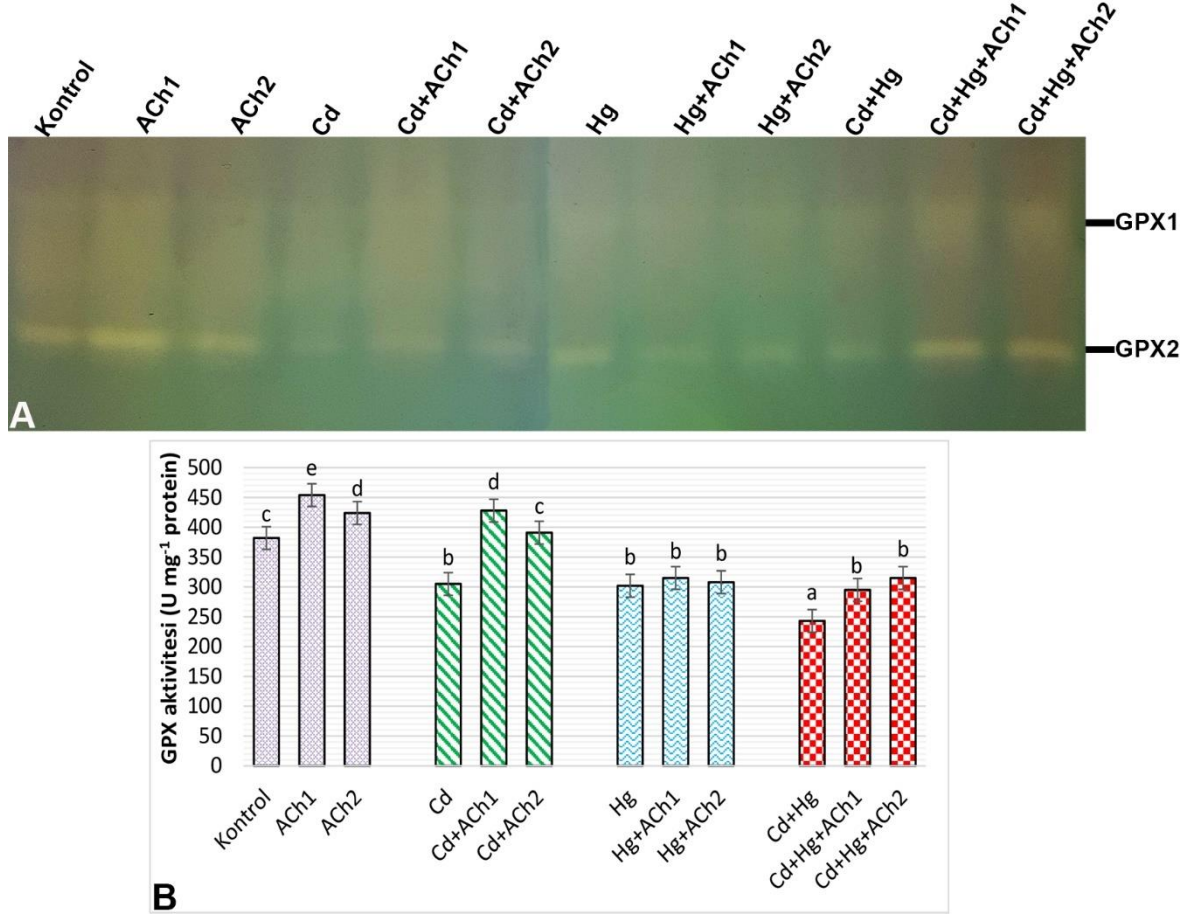 Kontrol
ACh1
ACh2
Cd
Cd+ACh1
Cd+ACh2
Hg
Hg+ACh1
Hg+ACh2
Cd+Hg
Cd+Hg+ACh1
Cd+Hg+ACh2
GPX1
GPX2
A
GPX aktivitesi (U mg-1 protein)
500
450
400
350
300
250
200
150
100
50
0
c
e
d
b
d
c
b
b
b
a
b
b
Kontrol
ACh1
ACh2
Cd
Cd+ACh1
Cd+ACh2
Hg
Hg+ACh1
Hg+ACh2
Cd+Hg
Cd+Hg+ACh1
Cd+Hg+ACh2
B